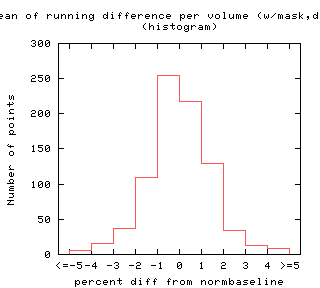 ean of running difference per volume (w/mask,d
(histogram)
300
250
200
150
100
50
0
Number of points
<=-5 -4 -3 -2 -1 0 1 2 3 4 >=5
percent diff from normbaseline